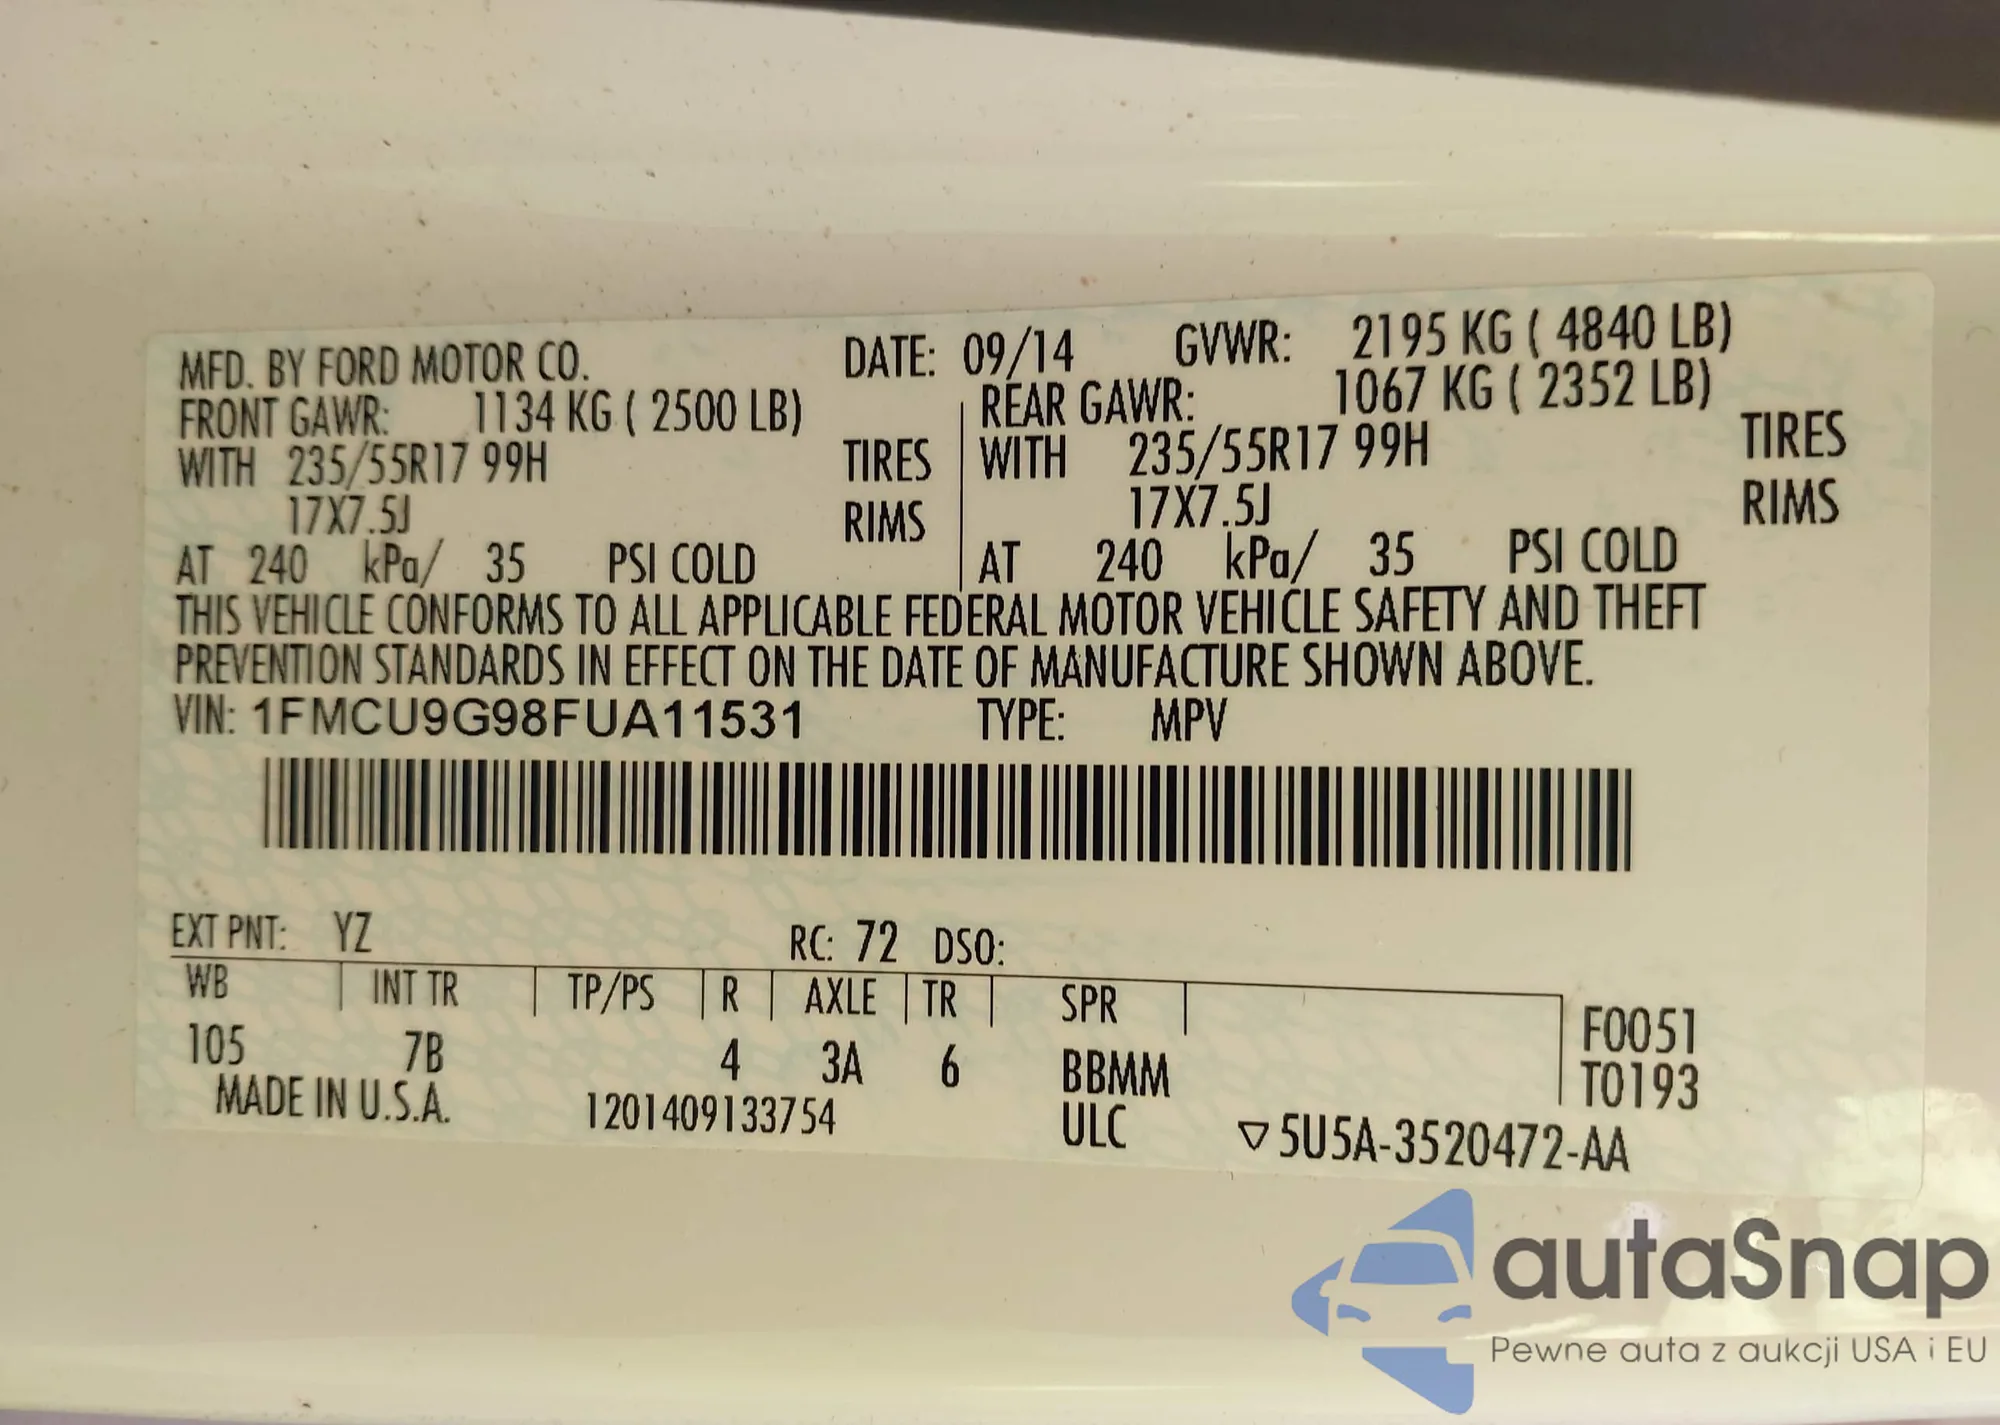 MFD. BY FORD MOTOR CO. DATE: 09/14 GVWR: 2195 KG ( 4840 LB)
FRONT GAWR: 1134 KG ( 2500 LB) REAR GAWR: 1067 KG ( 2352 LB)
WITH 235/55R17 99H TIRES WITH 235/55R17 99H TIRES
17X7.5J RIMS 17X7.5J RIMS
AT 240 kPa/ 35 PSI COLD AT 240 kPa/ 35 PSI COLD
THIS VEHICLE CONFORMS TO ALL APPLICABLE FEDERAL MOTOR VEHICLE SAFETY AND THEFT
PREVENTION STANDARDS IN EFFECT ON THE DATE OF MANUFACTURE SHOWN ABOVE.
VIN: 1FMCU9G98FUA11531 TYPE: MPV
EXT PNT: YZ RC: 72 DSO:
WB INT TR TP/PS R AXLE TR SPR F0051
105 7B 4 3A 6 BBMM T0193
MADE IN U.S.A. 1201409133754 ULC ▽5U5A-3520472-AA
autaSnap
Pewne auta z aukcji USA i EU